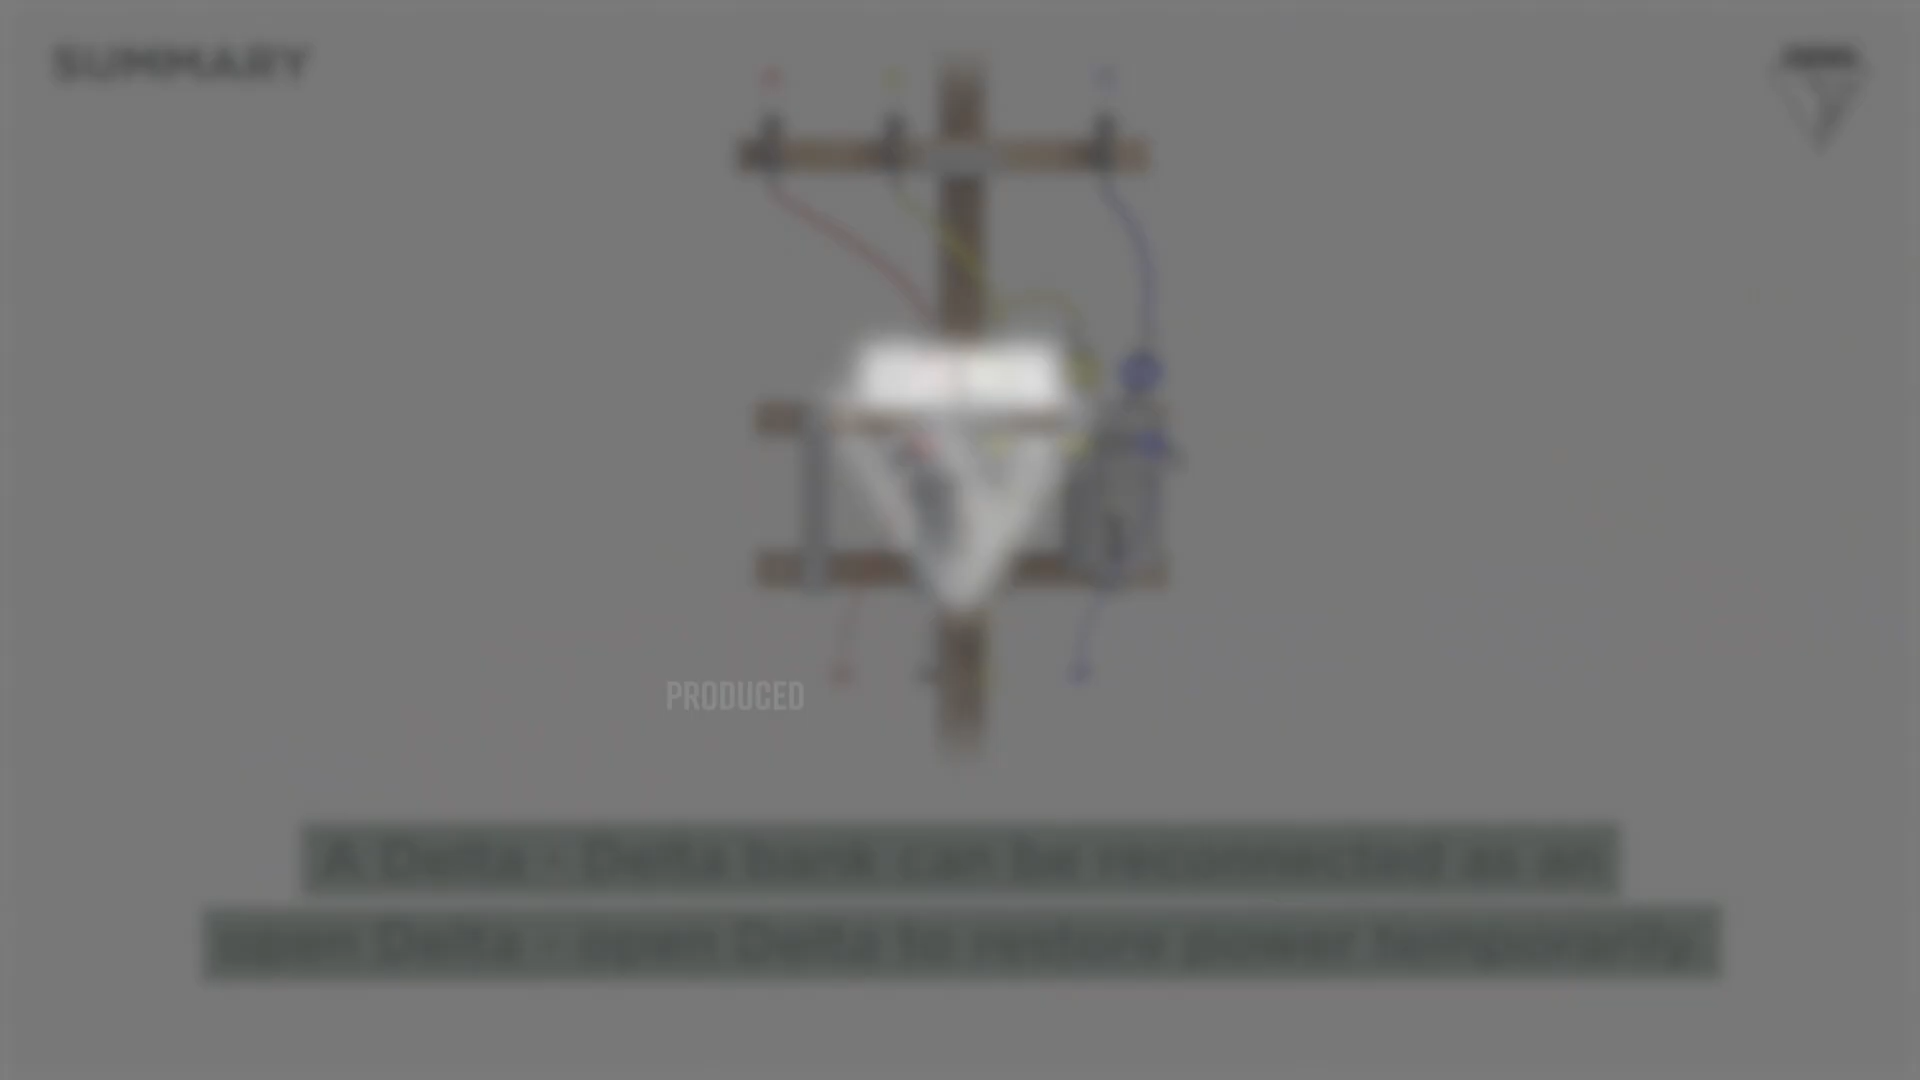 SUMMARY
PRODUCED
A Delta - Delta bank can be reconnected as an
open Delta - open Delta to restore power temporarily.